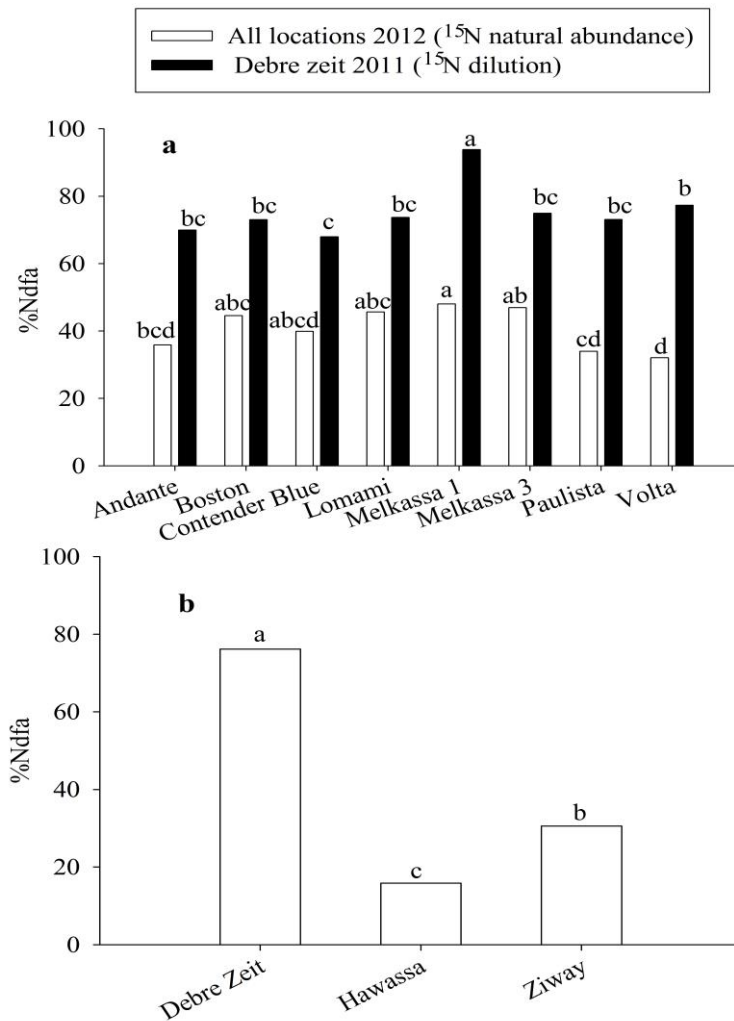 All locations 2012 (¹⁵N natural abundance)
Debre zeit 2011 (¹⁵N dilution)
100
80
60
40
20
0
%Ndfa
a
bcd
bc
abc
bc
abcd
c
abc
bc
a
a
ab
bc
cd
bc
d
b
Andante
Boston
Contender Blue
Lomami
Melkassa 1
Melkassa 3
Paulista
Volta
100
80
60
40
20
0
%Ndfa
b
a
c
b
Debre Zeit
Hawassa
Ziway